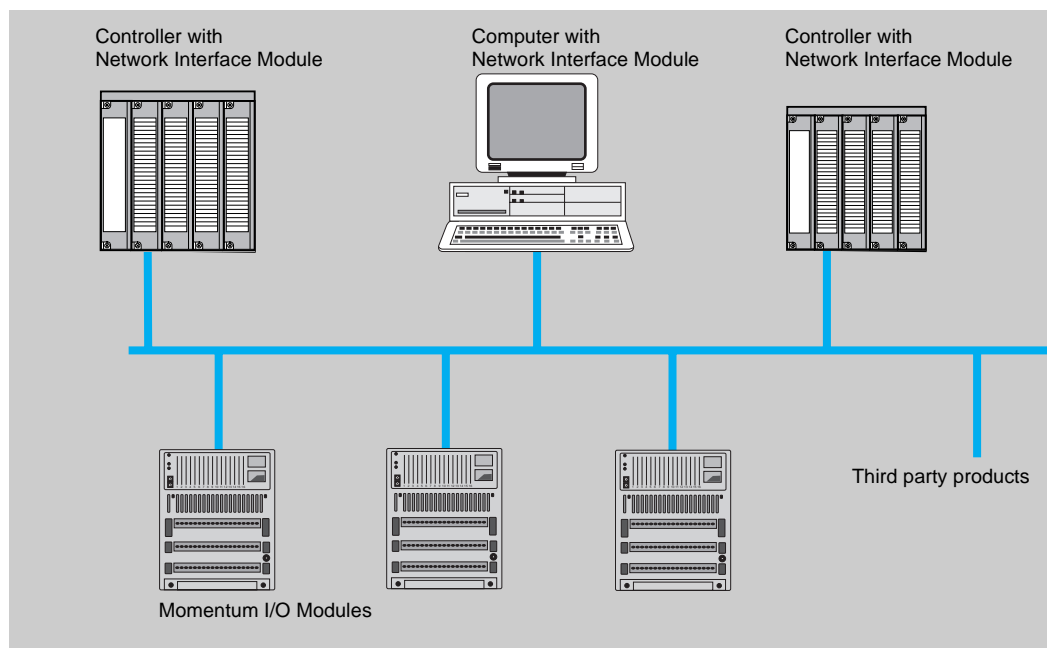 Controller with
Network Interface Module
Computer with
Network Interface Module
Controller with
Network Interface Module
Third party products
Momentum I/O Modules